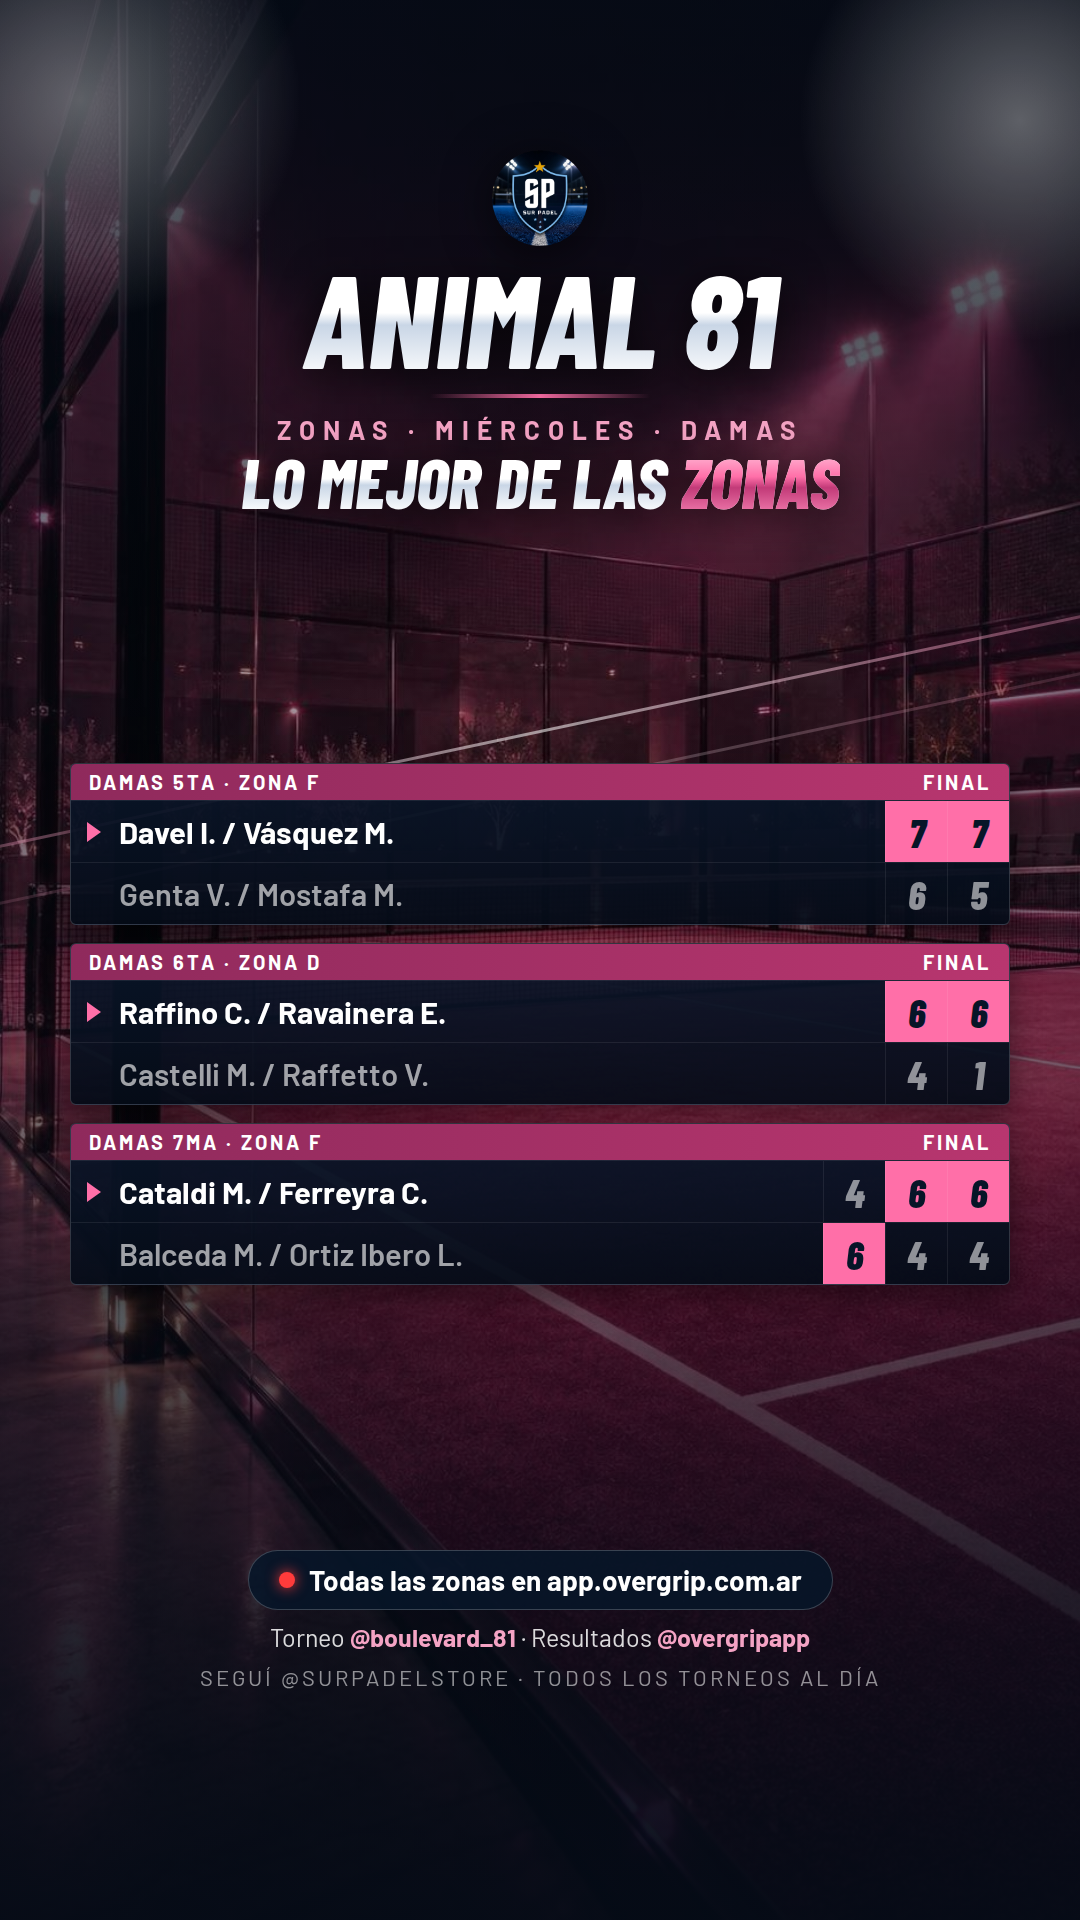 SP
SUR PADEL
ANIMAL 81
ZONAS · MIÉRCOLES · DAMAS
LO MEJOR DE LAS ZONAS
DAMAS 5TA · ZONA F FINAL
Davel I. / Vásquez M. 7 7
Genta V. / Mostafa M. 6 5
DAMAS 6TA · ZONA D FINAL
Raffino C. / Ravainera E. 6 6
Castelli M. / Raffetto V. 4 1
DAMAS 7MA · ZONA F FINAL
Cataldi M. / Ferreyra C. 4 6 6
Balceda M. / Ortiz Ibero L. 6 4 4
Todas las zonas en app.overgrip.com.ar
Torneo @boulevard_81 · Resultados @overgripapp
SEGUÍ @SURPADELSTORE · TODOS LOS TORNEOS AL DÍA